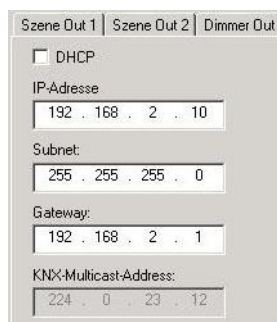 Szene Out 1 Szene Out 2 Dimmer Out
DHCP
IP-Adresse
192 . 168 . 2 . 10
Subnet:
255 . 255 . 255 . 0
Gateway:
192 . 168 . 2 . 1
KNX-Multicast-Address:
224 . 0 . 23 . 12